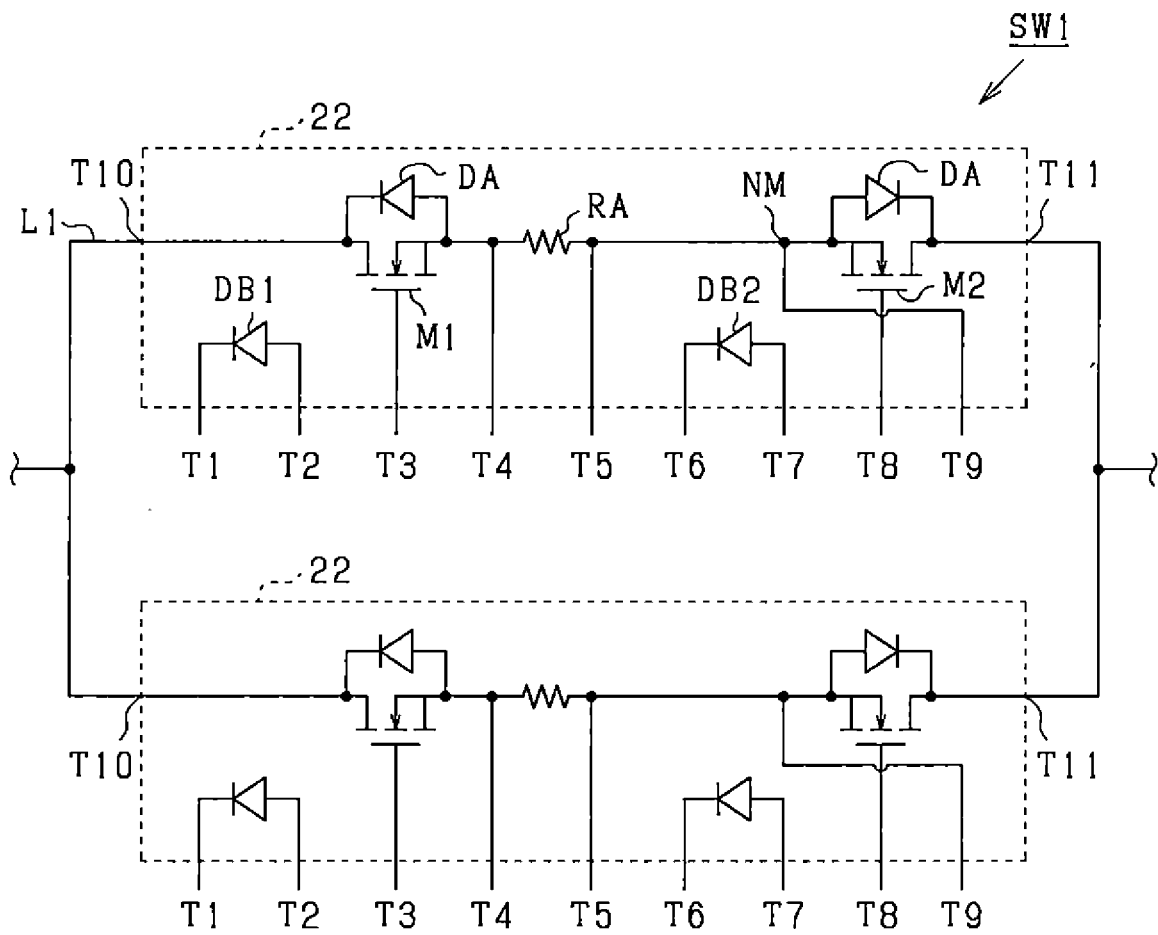 SW1
22
T10
DA
RA
NM
DA
T11
L1
DB1
M1
DB2
M2
T1 T2 T3 T4 T5 T6 T7 T8 T9
22
T10
T11
T1 T2 T3 T4 T5 T6 T7 T8 T9